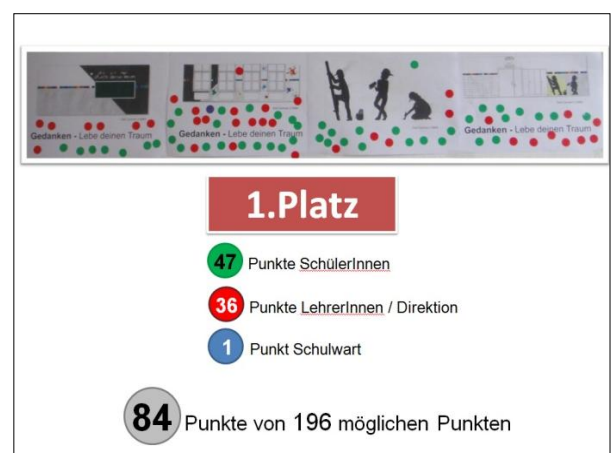 Gedanken - Lebe deinen Traum
Gedanken - Lebe deinen Traum
Gedanken - Lebe deinen Traum
1.Platz
47 Punkte SchülerInnen
36 Punkte LehrerInnen / Direktion
1 Punkt Schulwart
84 Punkte von 196 möglichen Punkten